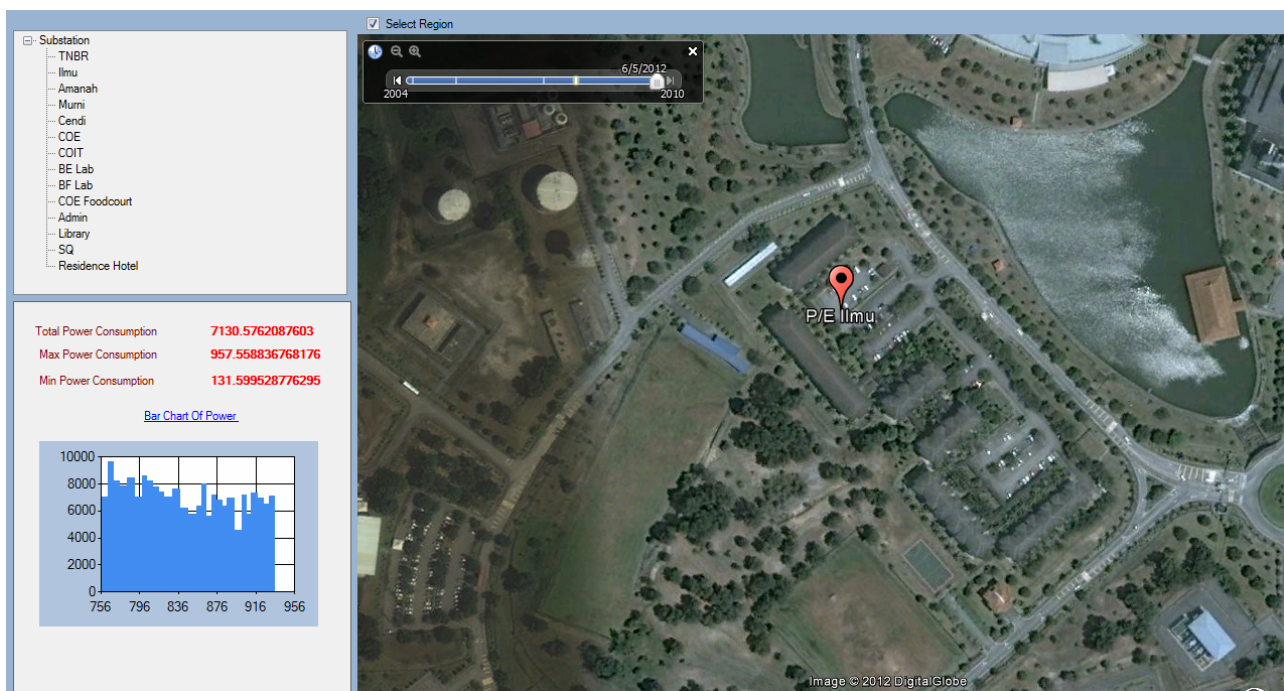 Select Region
Substation
TNBR
Ilmu
Amanah
Murni
Cendi
COE
COIT
BE Lab
BF Lab
COE Foodcourt
Admin
Library
SQ
Residence Hotel
6/5/2012
2004
2010
P/E Ilmu
Total Power Consumption 7130.5762087603
Max Power Consumption 957.558836768176
Min Power Consumption 131.599528776295
Bar Chart Of Power
10000
8000
6000
4000
2000
0
756 796 836 876 916 956
Image © 2012 DigitalGlobe